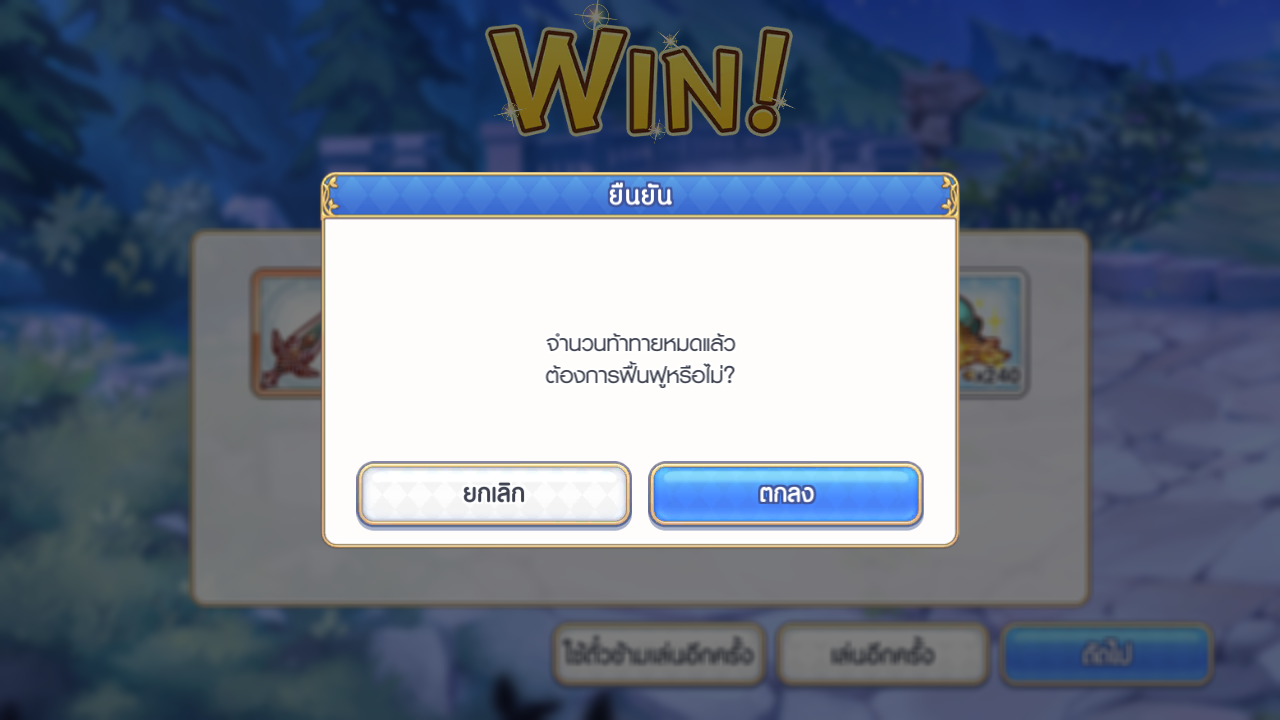 WIN!
ยืนยัน
จำนวนท้าทายหมดแล้ว
ต้องการฟื้นฟูหรือไม่?
x240
ยกเลิก
ตกลง
ใช้ตั๋วข้ามเล่นอีกครั้ง
เล่นอีกครั้ง
ถัดไป